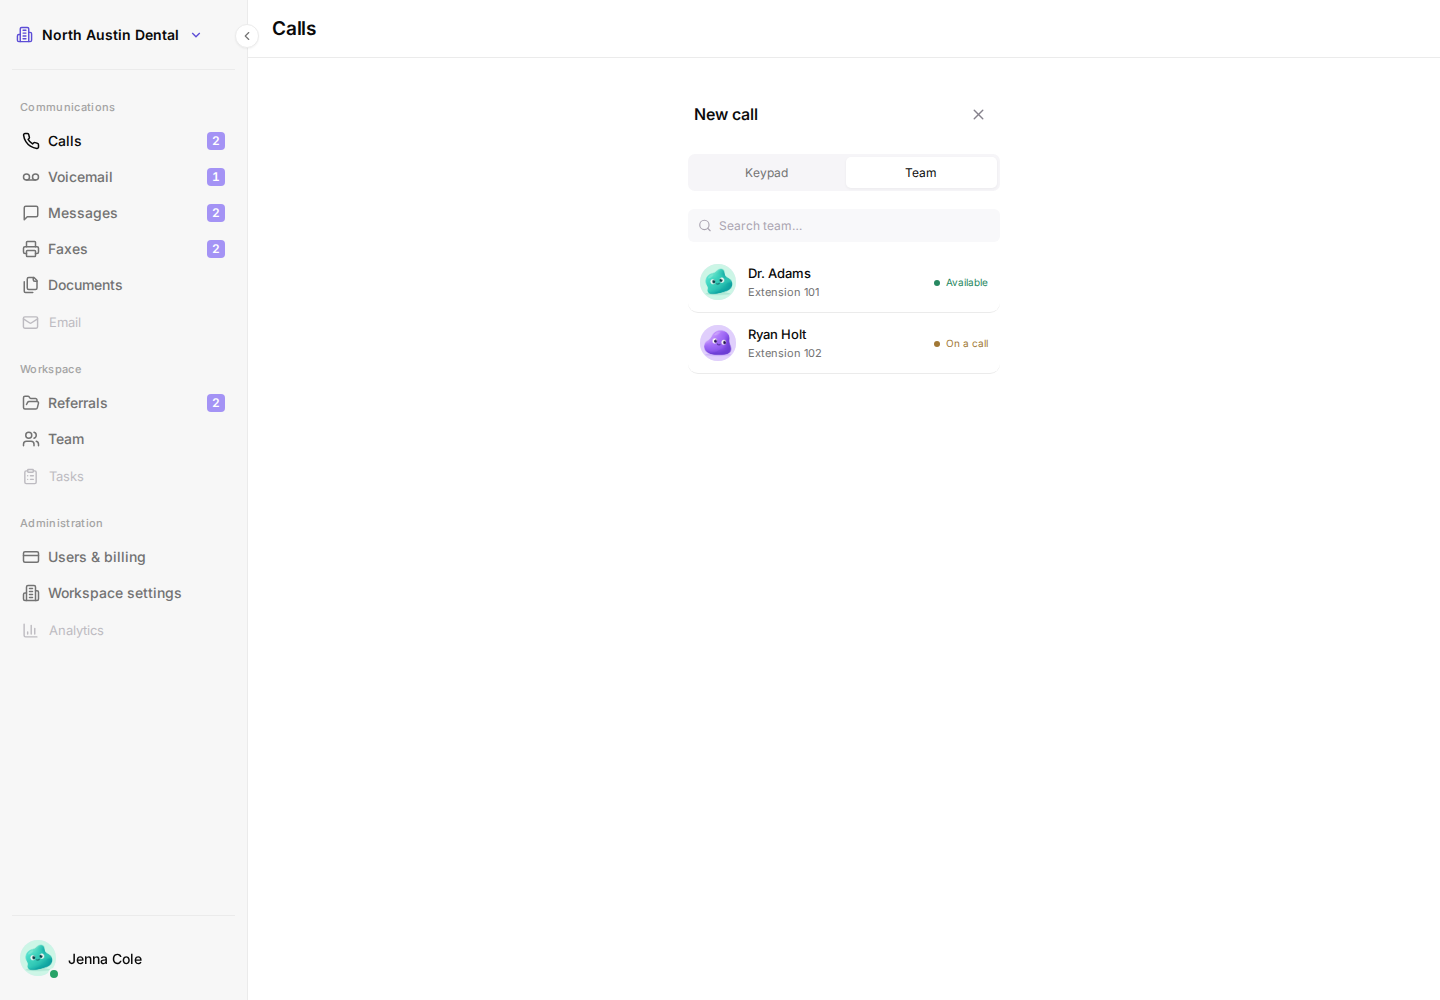 North Austin Dental
Calls
Communications
Calls 2
Voicemail 1
Messages 2
Faxes 2
Documents
Email
Workspace
Referrals 2
Team
Tasks
Administration
Users & billing
Workspace settings
Analytics
Jenna Cole
New call
Keypad Team
Search team...
Dr. Adams
Extension 101
Available
Ryan Holt
Extension 102
On a call